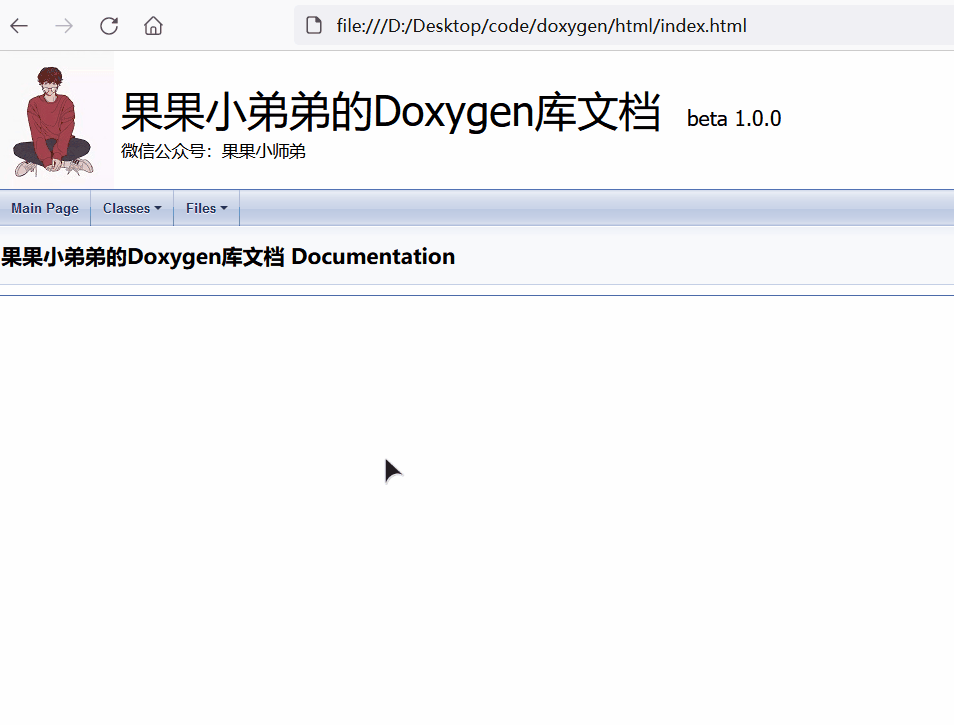 file:///D:/Desktop/code/doxygen/html/index.html
果果小弟弟的Doxygen库文档 beta 1.0.0
微信公众号：果果小师弟
Main Page Classes Files
果果小弟弟的Doxygen库文档 Documentation